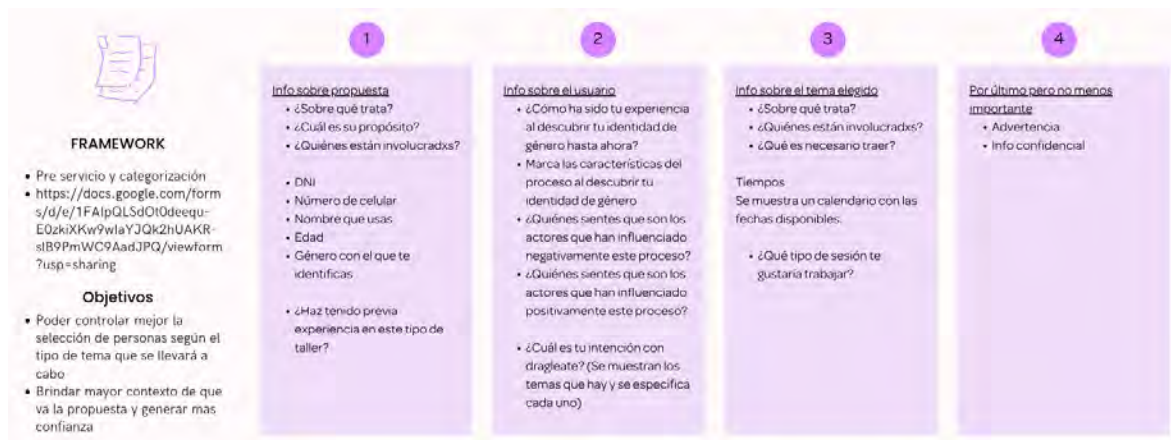 FRAMEWORK
• Pre servicio y categorización
• https://docs.google.com/form
s/d/e/1FAIpQLSdOt0deequ-
E0zkiXKw9wIaYJQk2hUAKR-
sIB9PmWC9AadJPQ/viewform
?usp=sharing
Objetivos
• Poder controlar mejor la
selección de personas según el
tipo de tema que se llevará a
cabo
• Brindar mayor contexto de que
va la propuesta y generar mas
confianza
1
Info sobre propuesta
• ¿Sobre qué trata?
• ¿Cuál es su propósito?
• ¿Quiénes están involucradxs?
• DNI
• Número de celular
• Nombre que usas
• Edad
• Género con el que te
identificas
• ¿Haz tenido previa
experiencia en este tipo de
taller?
2
Info sobre el usuario
• ¿Cómo ha sido tu experiencia
al descubrir tu identidad de
género hasta ahora?
• Marca las características del
proceso al descubrir tu
identidad de género
• ¿Quiénes sientes que son los
actores que han influenciado
negativamente este proceso?
• ¿Quiénes sientes que son los
actores que han influenciado
positivamente este proceso?
• ¿Cuál es tu intención con
dragleate? (Se muestran los
temas que hay y se especifica
cada uno)
3
Info sobre el tema elegido
• ¿Sobre qué trata?
• ¿Quiénes están involucradxs?
• ¿Qué es necesario traer?
Tiempos
Se muestra un calendario con las
fechas disponibles.
• ¿Qué tipo de sesión te
gustaria trabajar?
4
Por último pero no menos
importante
• Advertencia
• Info confidencial